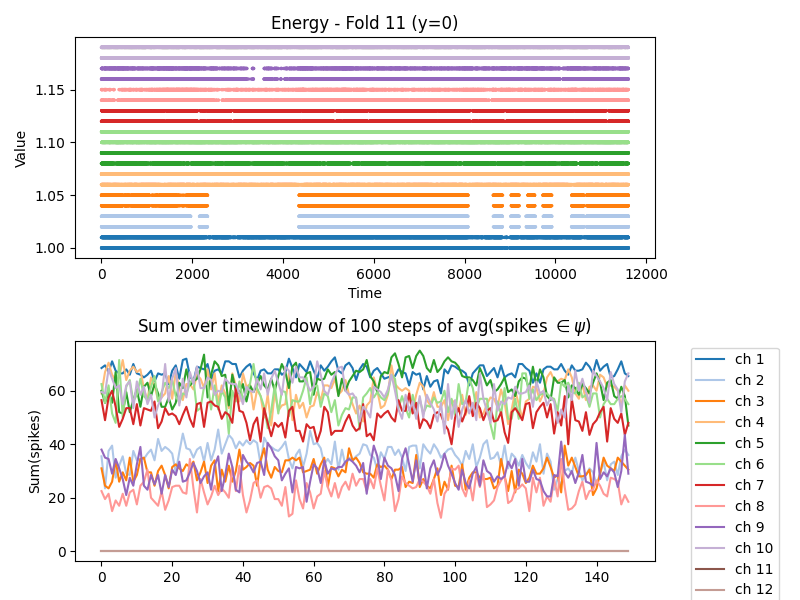 Energy - Fold 11 (y=0)
1.15
1.10
1.05
1.00
Value
0 2000 4000 6000 8000 10000 12000
Time
Sum over timewindow of 100 steps of avg(spikes ∈ ψ)
60
40
20
0
Sum(spikes)
0 20 40 60 80 100 120 140
ch 1
ch 2
ch 3
ch 4
ch 5
ch 6
ch 7
ch 8
ch 9
ch 10
ch 11
ch 12